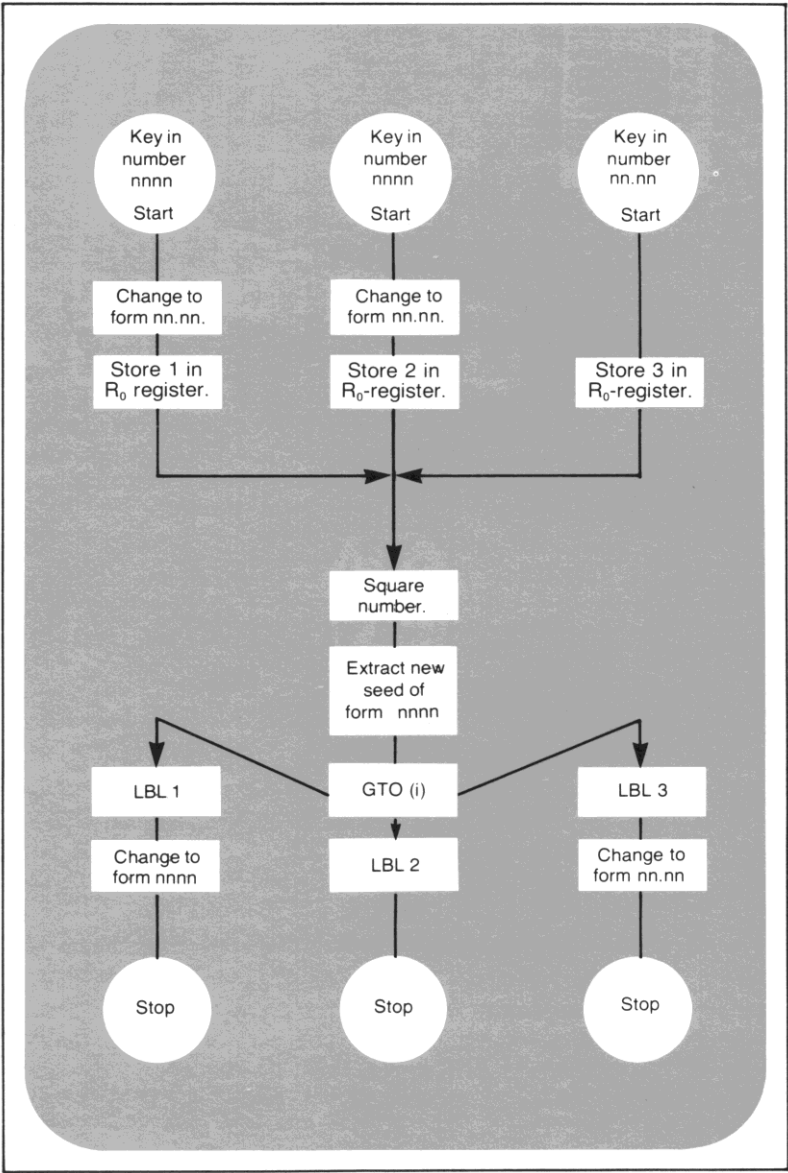 Key in
number
nnnn
Start
Key in
number
nnnn
Start
Key in
number
nn.nn
Start
Change to
form nn.nn.
Change to
form nn.nn.
Store 1 in
R₀ register.
Store 2 in
R₀-register.
Store 3 in
R₀-register.
Square
number.
Extract new
seed of
form nnnn
LBL 1
GTO (i)
LBL 3
Change to
form nnnn
LBL 2
Change to
form nn.nn
Stop
Stop
Stop